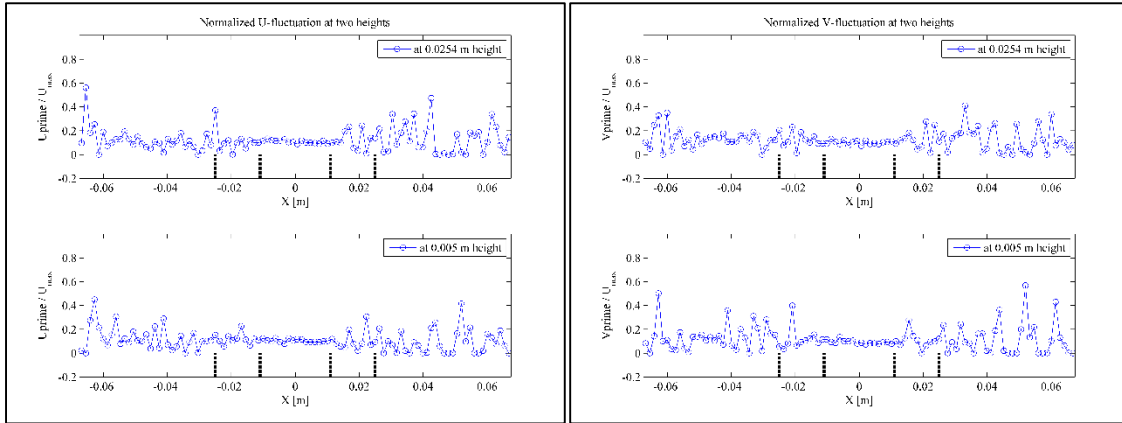 Normalized U-fluctuation at two heights
at 0.0254 m height
0.8
0.6
0.4
0.2
0
-0.2
Uprime / Umax
-0.06 -0.04 -0.02 0 0.02 0.04 0.06
X [m]
at 0.005 m height
0.8
0.6
0.4
0.2
0
-0.2
Uprime / Umax
-0.06 -0.04 -0.02 0 0.02 0.04 0.06
X [m]
Normalized V-fluctuation at two heights
at 0.0254 m height
0.8
0.6
0.4
0.2
0
-0.2
Vprime / Umax
-0.06 -0.04 -0.02 0 0.02 0.04 0.06
X [m]
at 0.005 m height
0.8
0.6
0.4
0.2
0
-0.2
Vprime / Umax
-0.06 -0.04 -0.02 0 0.02 0.04 0.06
X [m]